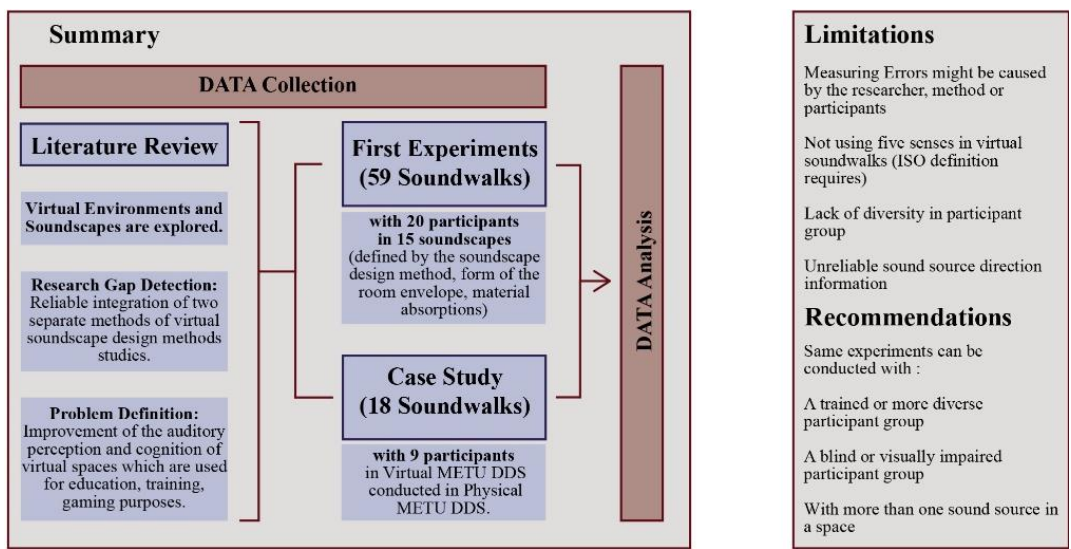 Summary
DATA Collection
Literature Review
Virtual Environments and
Soundscapes are explored.
Research Gap Detection:
Reliable integration of two
separate methods of virtual
soundscape design methods
studies.
Problem Definition:
Improvement of the auditory
perception and cognition of
virtual spaces which are used
for education, training,
gaming purposes.
First Experiments
(59 Soundwalks)
with 20 participants
in 15 soundscapes
(defined by the soundscape
design method, form of the
room envelope, material
absorptions)
Case Study
(18 Soundwalks)
with 9 participants
in Virtual METU DDS
conducted in Physical
METU DDS.
DATA Analysis
Limitations
Measuring Errors might be caused
by the researcher, method or
participants
Not using five senses in virtual
soundwalks (ISO definition
requires)
Lack of diversity in participant
group
Unreliable sound source direction
information
Recommendations
Same experiments can be
conducted with :
A trained or more diverse
participant group
A blind or visually impaired
participant group
With more than one sound source in
a space